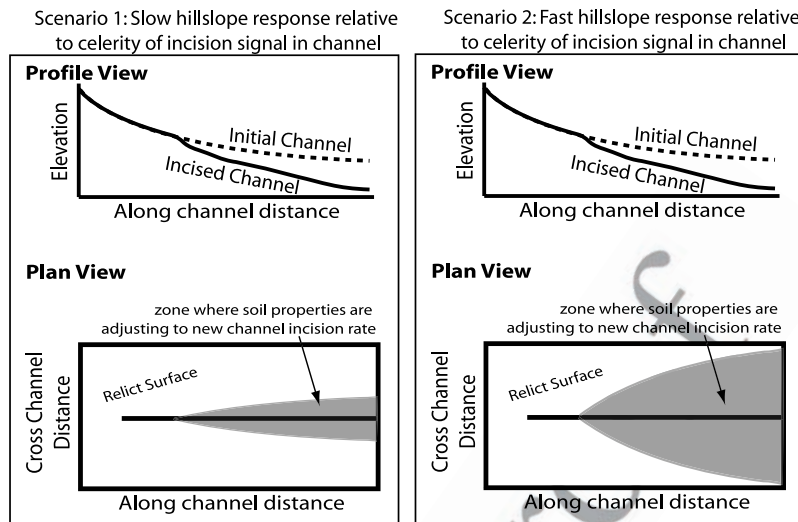 Scenario 1: Slow hillslope response relative
to celerity of incision signal in channel
Profile View
Elevation
Initial Channel
Incised Channel
Along channel distance
Plan View
zone where soil properties are
adjusting to new channel incision rate
Cross Channel
Distance
Relict Surface
Along channel distance
Scenario 2: Fast hillslope response relative
to celerity of incision signal in channel
Profile View
Elevation
Initial Channel
Incised Channel
Along channel distance
Plan View
zone where soil properties are
adjusting to new channel incision rate
Cross Channel
Distance
Relict Surface
Along channel distance